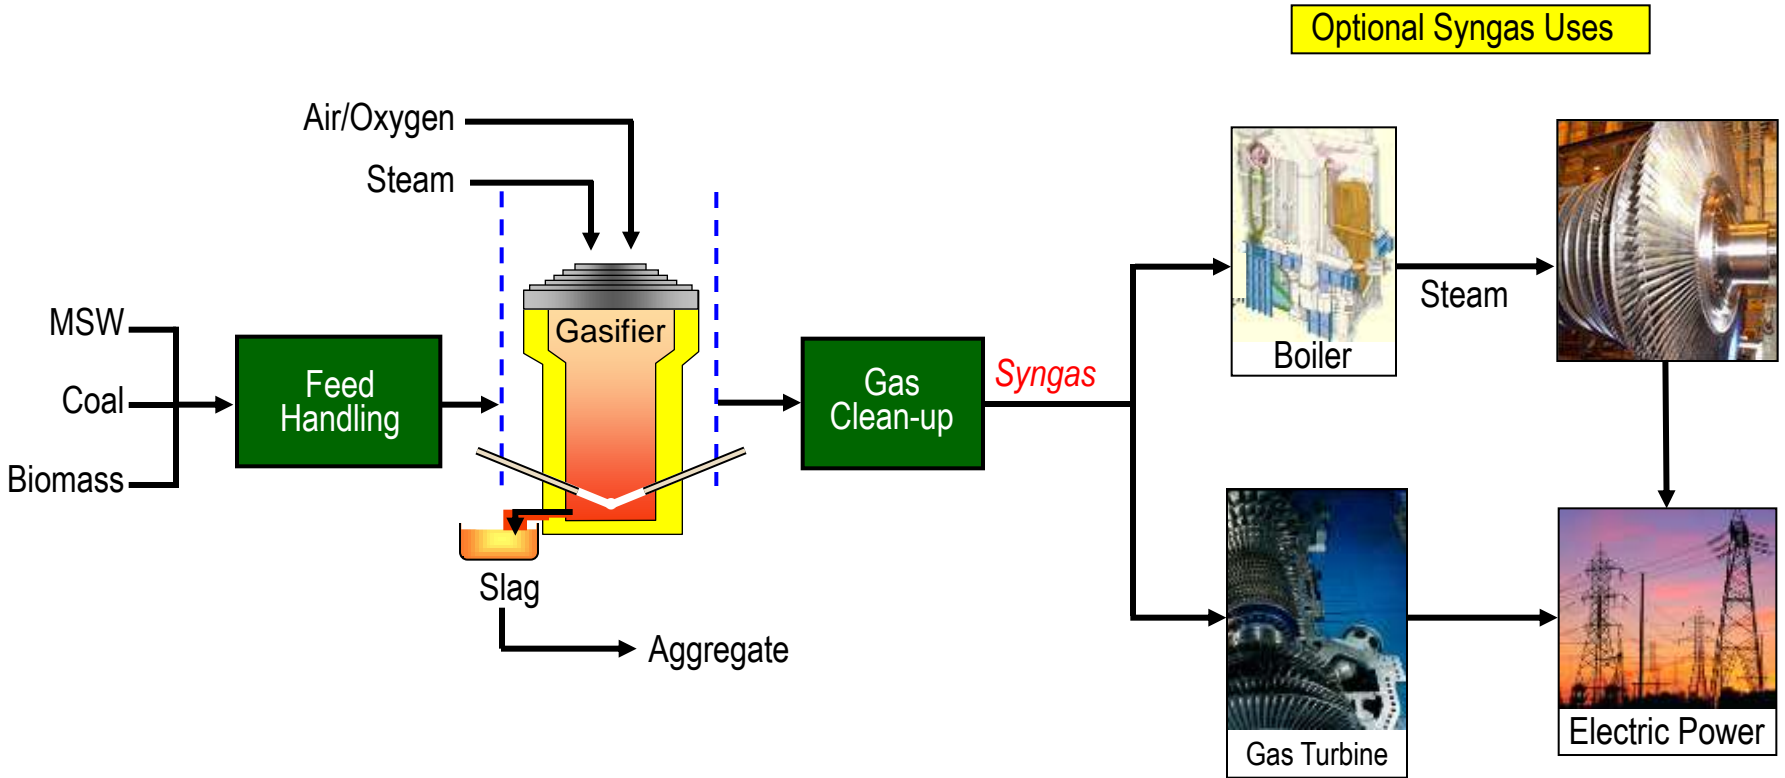 Optional Syngas Uses
Air/Oxygen
Steam
MSW
Coal
Biomass
Feed
Handling
Gasifier
Slag
Aggregate
Gas
Clean-up
Syngas
Boiler
Steam
Gas Turbine
Electric Power